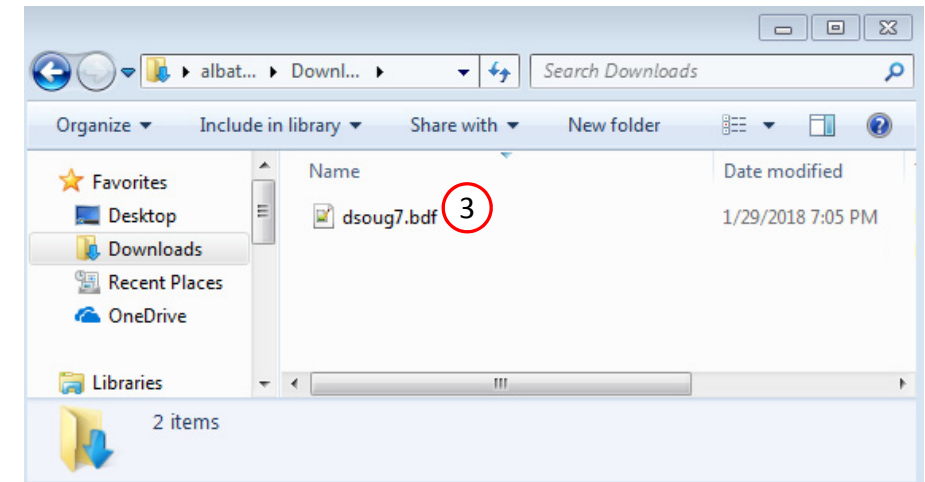 albat... Downl... Search Downloads
Organize Include in library Share with New folder
Name Date modified
Favorites
dsoug7.bdf 3 1/29/2018 7:05 PM
Desktop
Downloads
Recent Places
OneDrive
Libraries
2 items